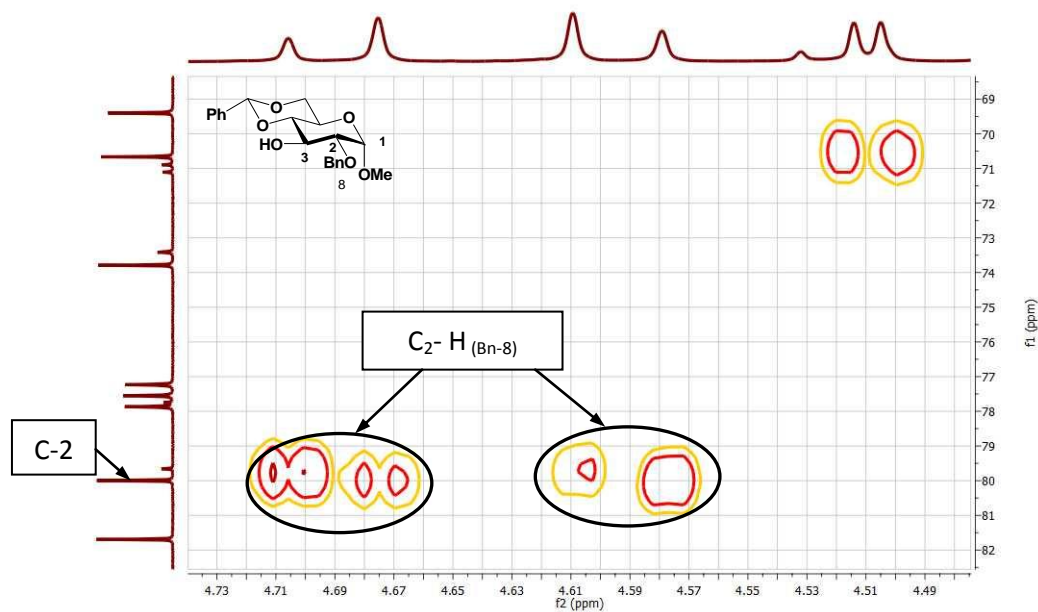 Ph
O
O
O
HO
3
2
1
BnO
8
OMe
C₂- H (Bn-8)
C-2
69
70
71
72
73
74
75
76
77
78
79
80
81
82
f1 (ppm)
4.73
4.71
4.69
4.67
4.65
4.63
4.61
4.59
4.57
4.55
4.53
4.51
4.49
f2 (ppm)